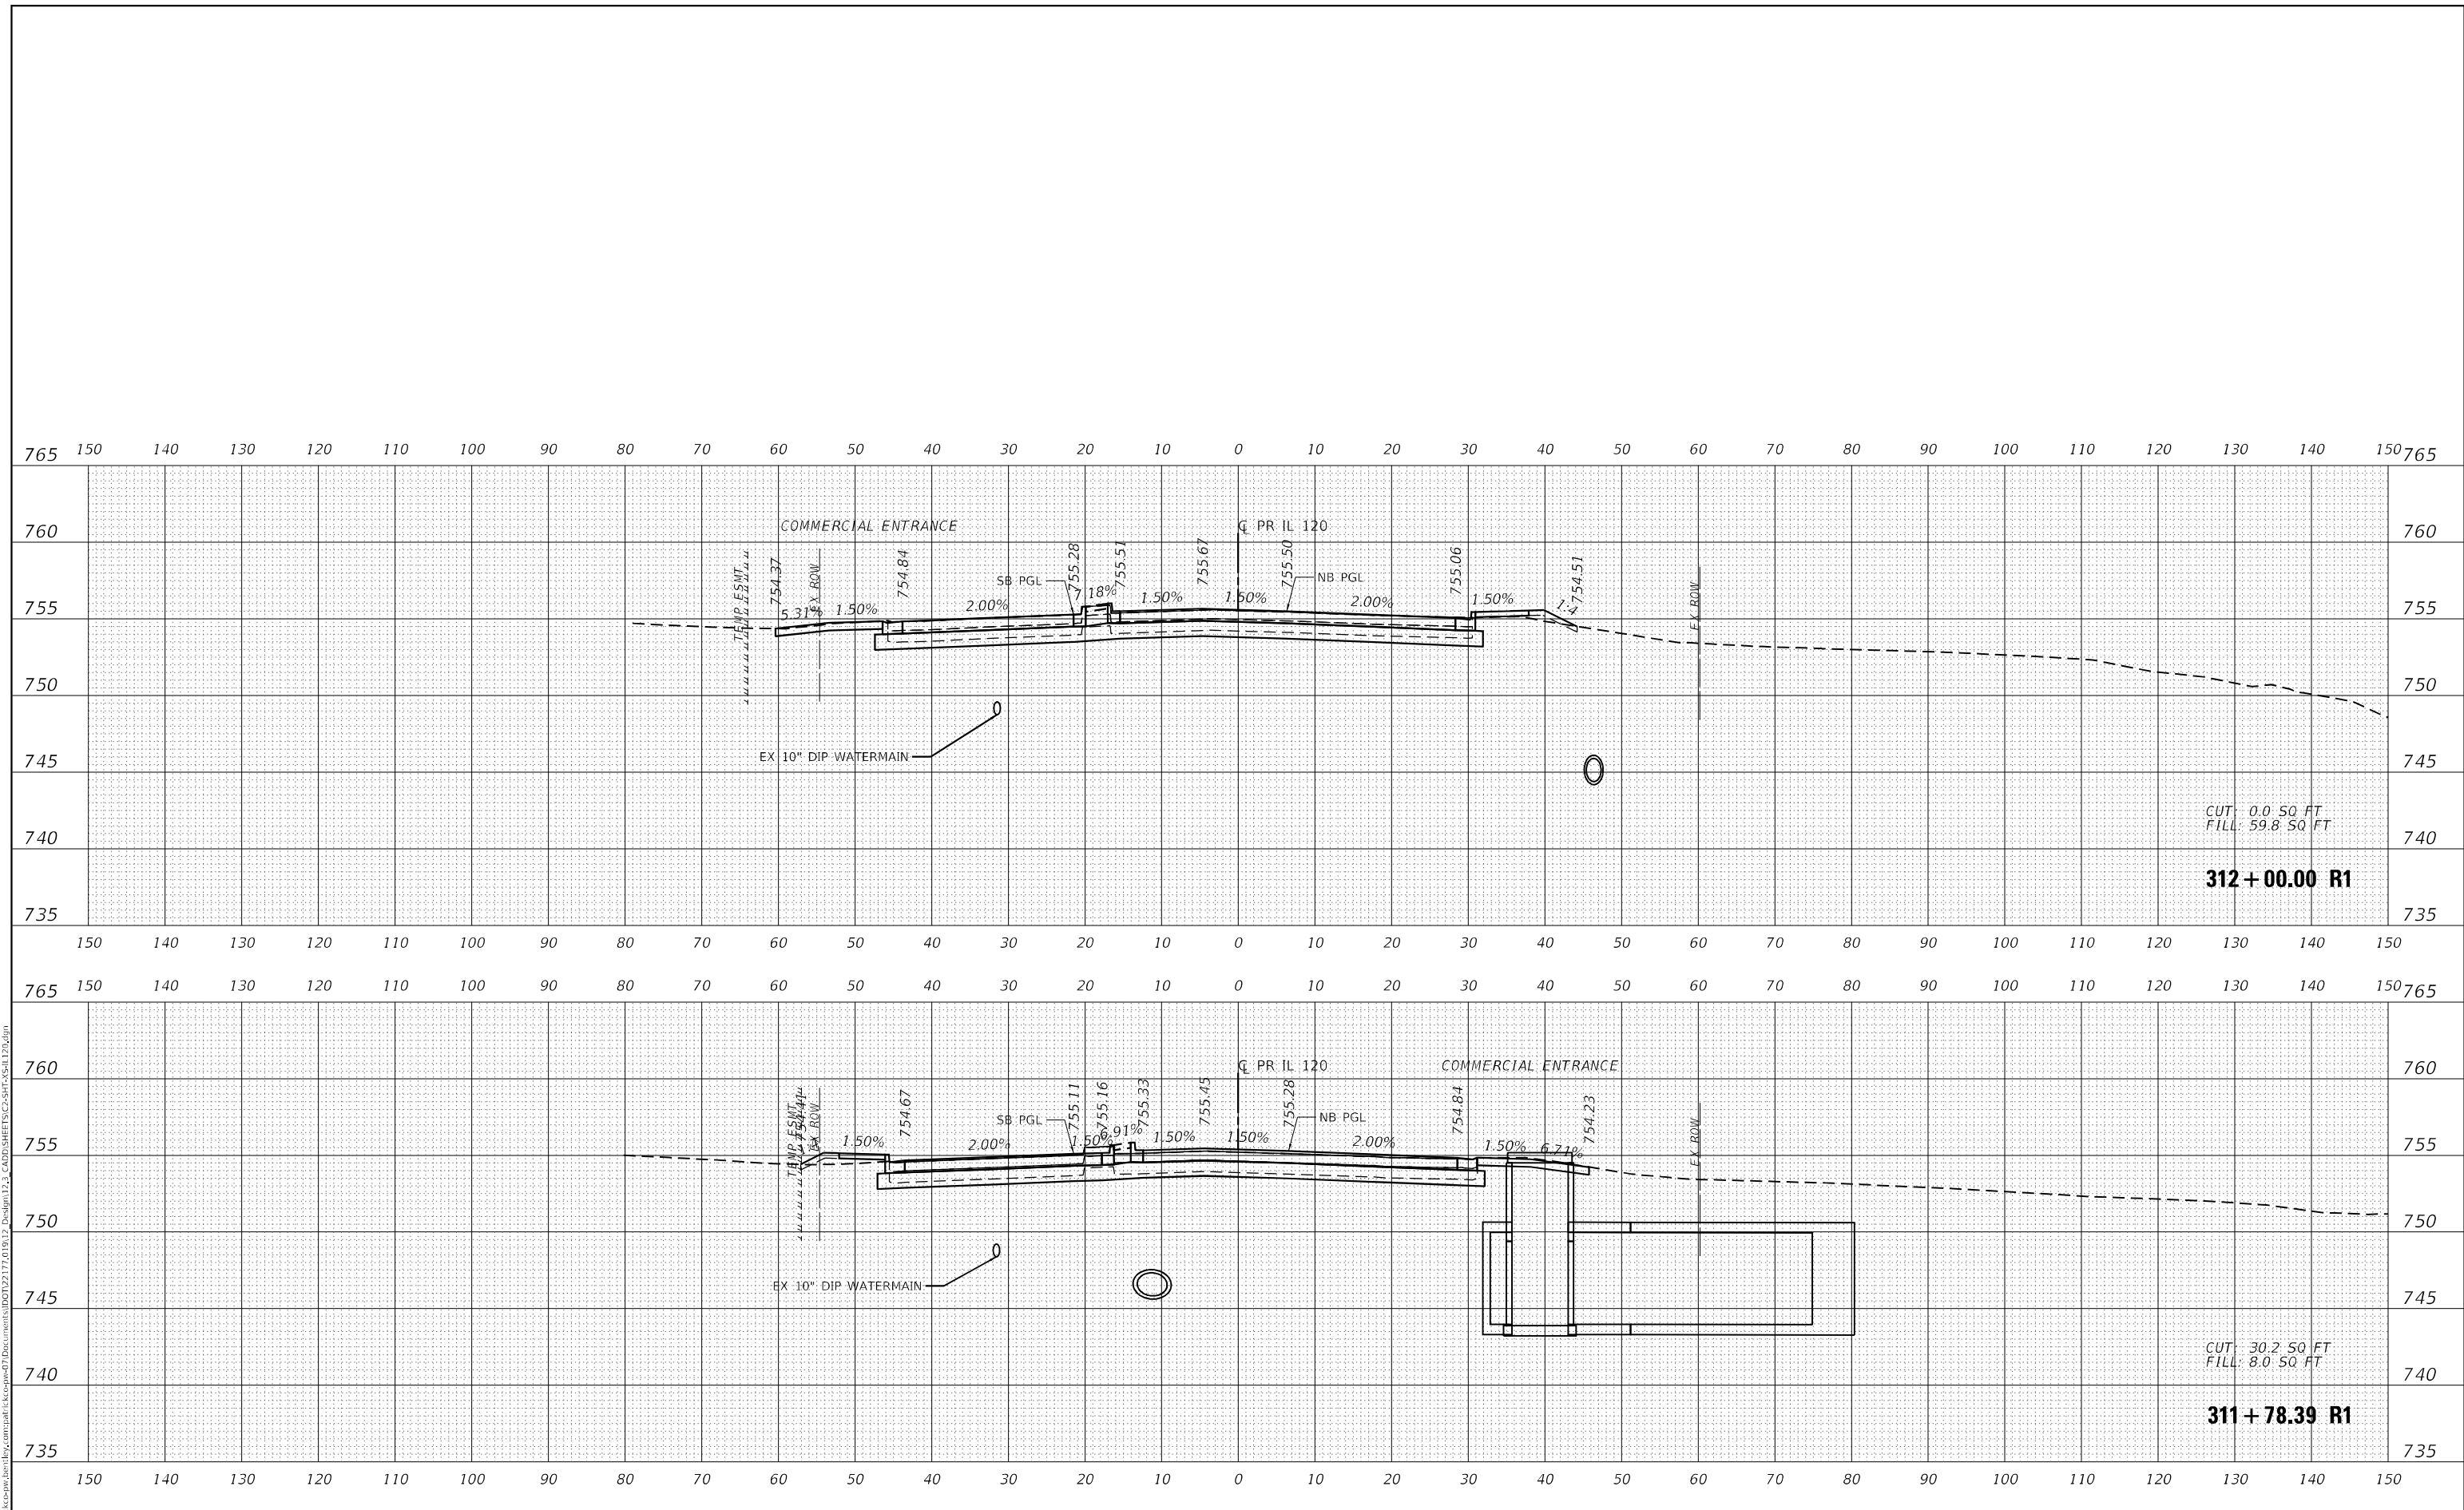 150 140 130 120 110 100 90 80 70 60 50 40 30 20 10 0 10 20 30 40 50 60 70 80 90 100 110 120 130 140 150
765 765
COMMERCIAL ENTRANCE
℄ PR IL 120
760 760
TEMP ESMT
754.37
EX ROW
754.84
SB PGL
755.28
755.51
755.67
755.50
NB PGL
755.06
754.51
EX ROW
5.31% 1.50% 2.00% 7.18% 1.50% 1.50% 2.00% 1.50% 1:4
755 755
750 750
EX 10" DIP WATERMAIN
745 745
CUT: 0.0 SQ FT
FILL: 59.8 SQ FT
740 740
312+00.00 R1
735 735
150 140 130 120 110 100 90 80 70 60 50 40 30 20 10 0 10 20 30 40 50 60 70 80 90 100 110 120 130 140 150
150 140 130 120 110 100 90 80 70 60 50 40 30 20 10 0 10 20 30 40 50 60 70 80 90 100 110 120 130 140 150
765 765
℄ PR IL 120
COMMERCIAL ENTRANCE
760 760
TEMP ESMT
754.41
EX ROW
754.67
SB PGL
755.11
755.16
755.33
755.45
755.28
NB PGL
754.84
754.23
EX ROW
1.50% 2.00% 1.50% 6.91% 1.50% 1.50% 2.00% 1.50% 6.71%
755 755
750 750
EX 10" DIP WATERMAIN
745 745
CUT: 30.2 SQ FT
FILL: 8.0 SQ FT
740 740
311+78.39 R1
735 735
150 140 130 120 110 100 90 80 70 60 50 40 30 20 10 0 10 20 30 40 50 60 70 80 90 100 110 120 130 140 150